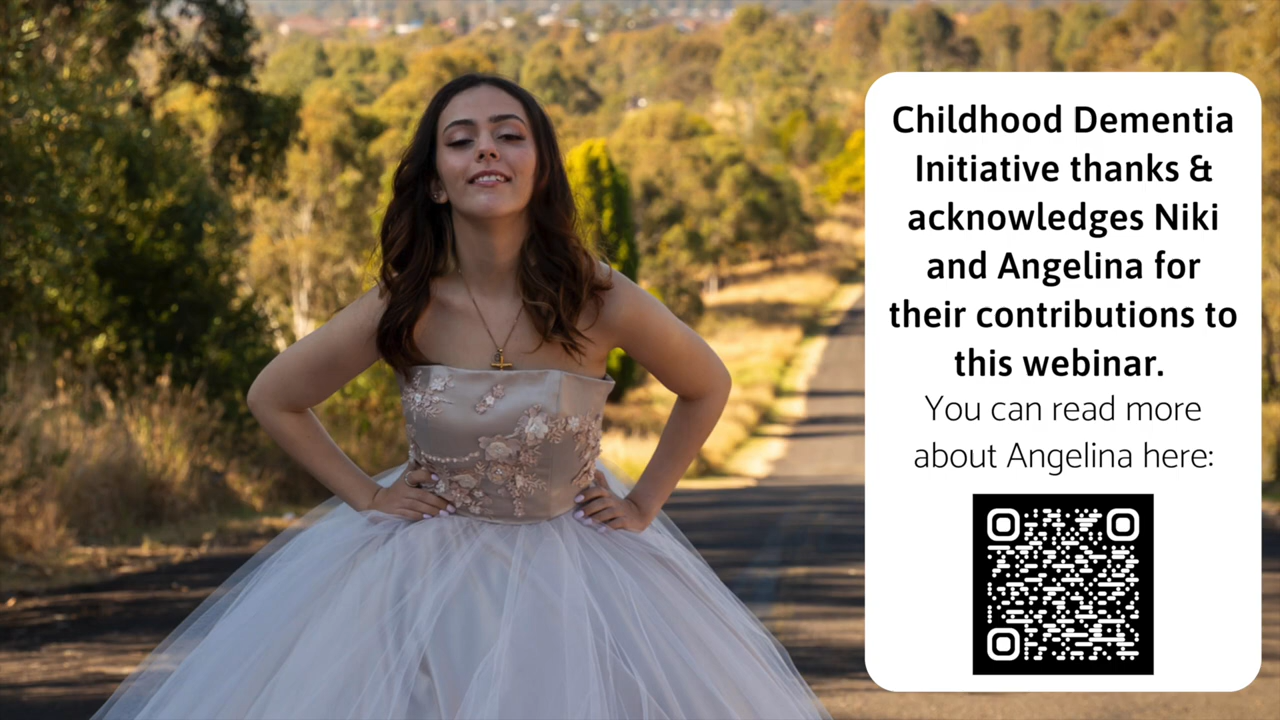 Childhood Dementia
Initiative thanks &
acknowledges Niki
and Angelina for
their contributions to
this webinar.
You can read more
about Angelina here: